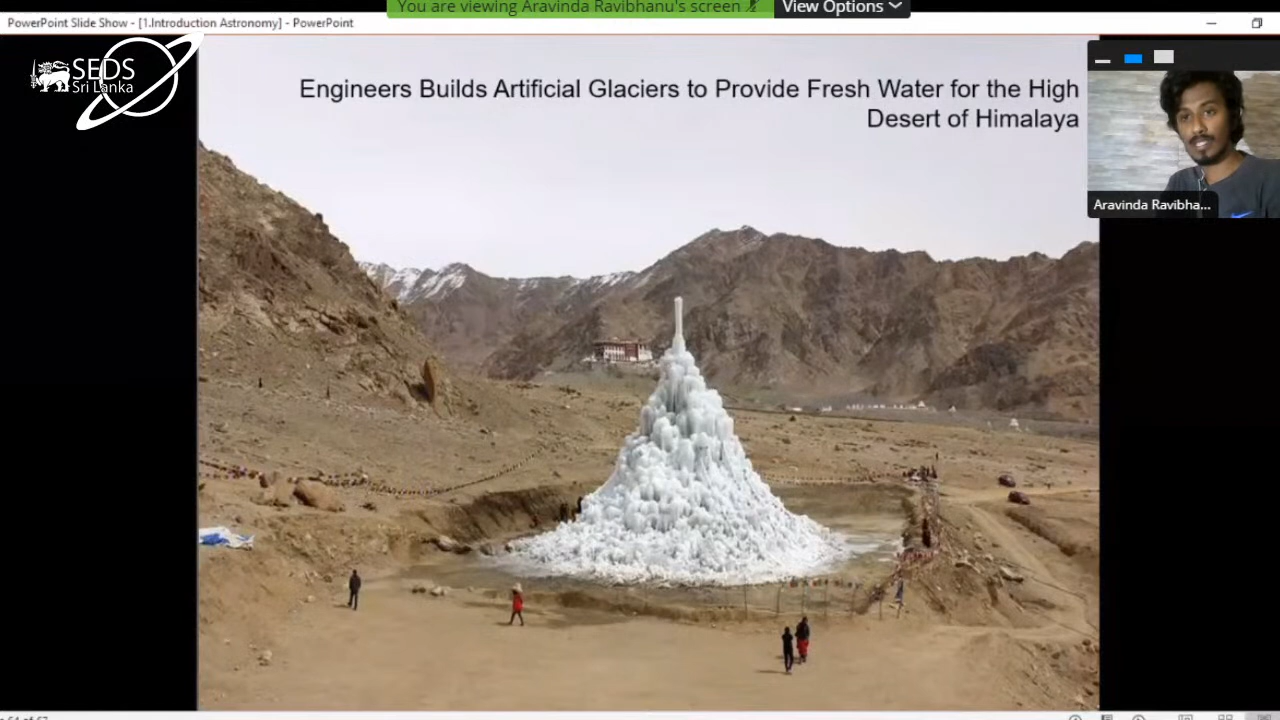 You are viewing Aravinda Ravibhanu's screen
View Options
PowerPoint Slide Show - [1.Introduction Astronomy] - PowerPoint
SEDS
Sri Lanka
Engineers Builds Artificial Glaciers to Provide Fresh Water for the High
Desert of Himalaya
Aravinda Ravibha...